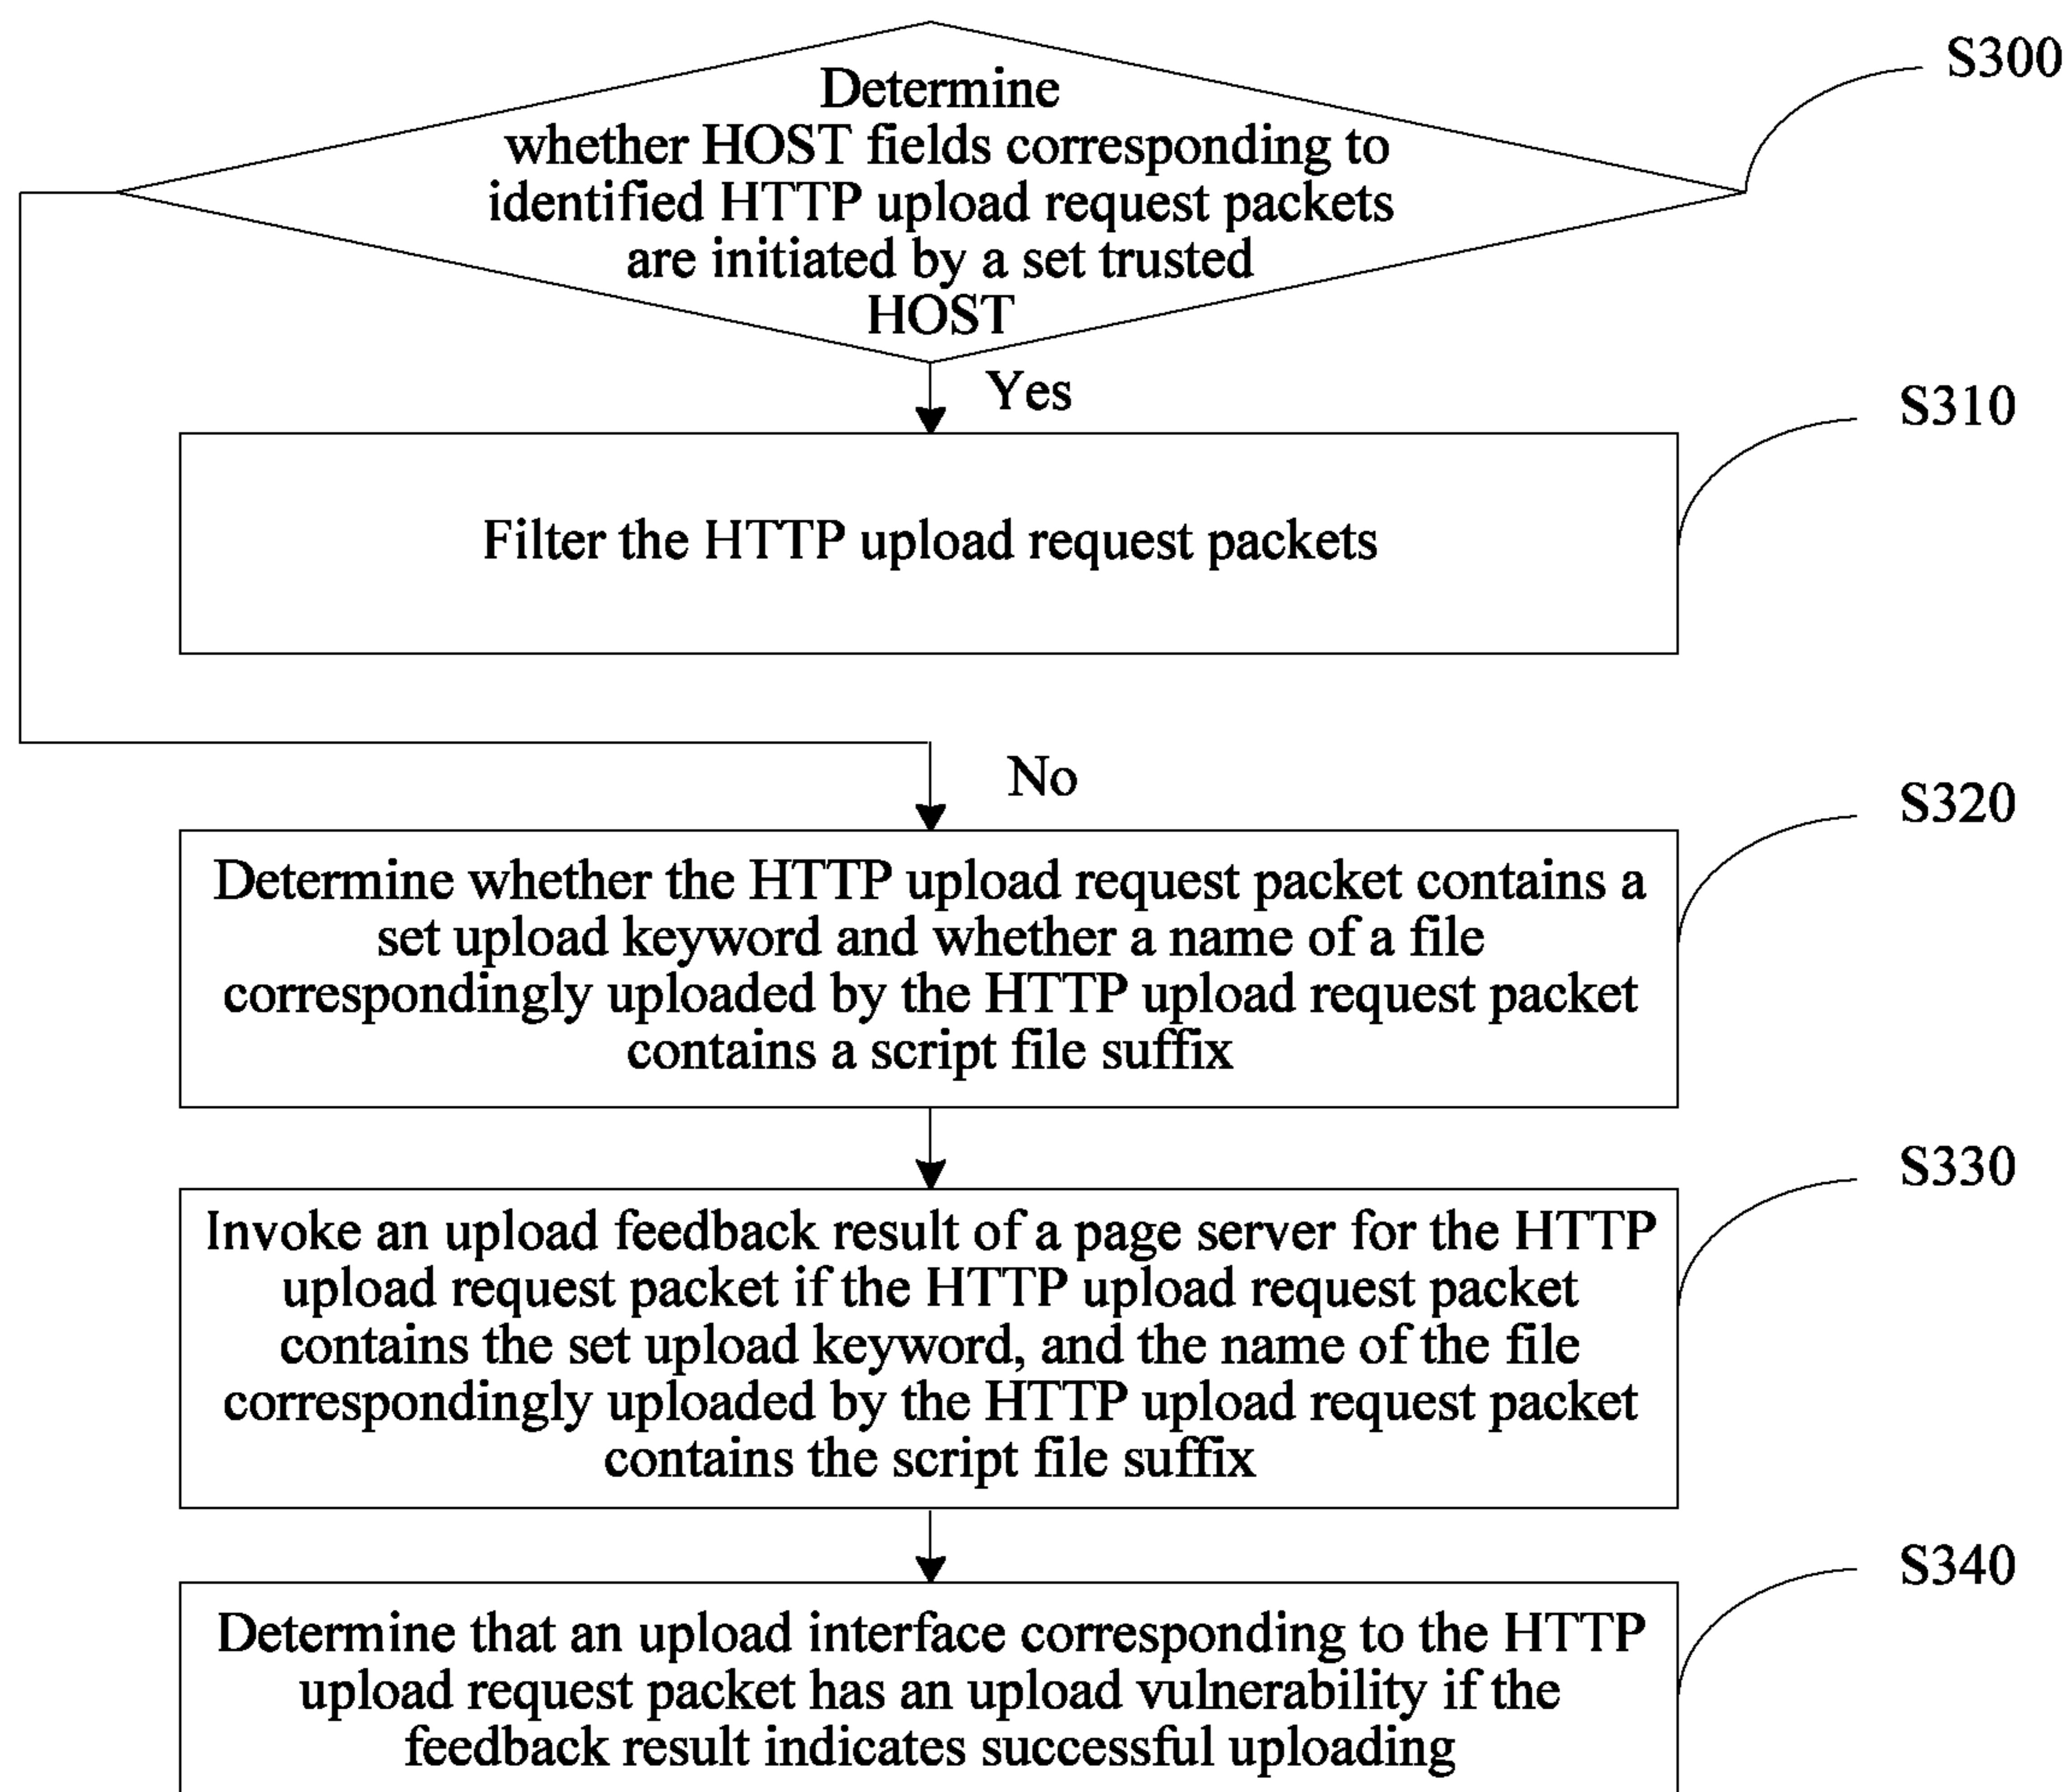 Determine
whether HOST fields corresponding to
identified HTTP upload request packets
are initiated by a set trusted
HOST
S300
Yes
S310
Filter the HTTP upload request packets
No
S320
Determine whether the HTTP upload request packet contains a
set upload keyword and whether a name of a file
correspondingly uploaded by the HTTP upload request packet
contains a script file suffix
S330
Invoke an upload feedback result of a page server for the HTTP
upload request packet if the HTTP upload request packet
contains the set upload keyword, and the name of the file
correspondingly uploaded by the HTTP upload request packet
contains the script file suffix
S340
Determine that an upload interface corresponding to the HTTP
upload request packet has an upload vulnerability if the
feedback result indicates successful uploading